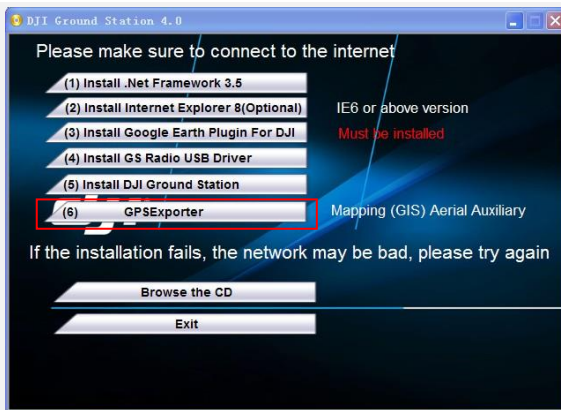 DJI Ground Station 4.0
Please make sure to connect to the internet
(1) Install .Net Framework 3.5
(2) Install Internet Explorer 8(Optional) IE6 or above version
(3) Install Google Earth Plugin For DJI Must be installed
(4) Install GS Radio USB Driver
(5) Install DJI Ground Station
(6) GPSExporter Mapping (GIS) Aerial Auxiliary
If the installation fails, the network may be bad, please try again
Browse the CD
Exit